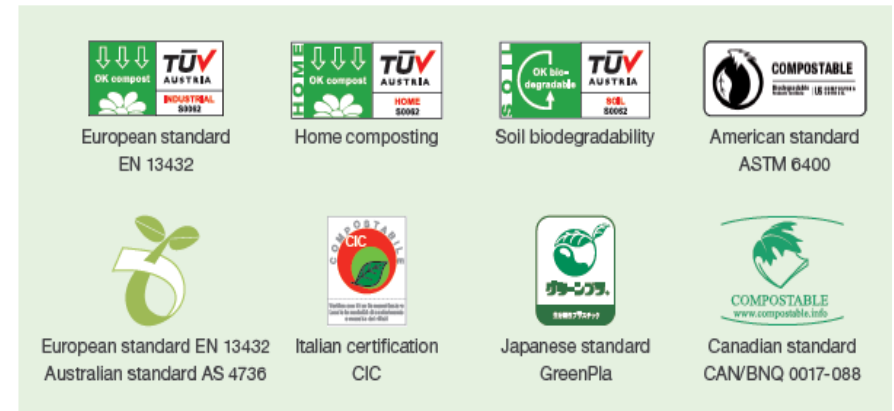 OK compost
TÜV
AUSTRIA
INDUSTRIAL
S0062
European standard
EN 13432
HOME
OK compost
TÜV
AUSTRIA
HOME
S0062
Home composting
SOIL
OK bio-
degradable
TÜV
AUSTRIA
SOIL
S0062
Soil biodegradability
COMPOSTABLE
American standard
ASTM 6400
European standard EN 13432
Australian standard AS 4736
COMPOSTABILE
CIC
Italian certification
CIC
グリーンプラ
Japanese standard
GreenPla
COMPOSTABLE
www.compostable.info
Canadian standard
CAN/BNQ 0017-088